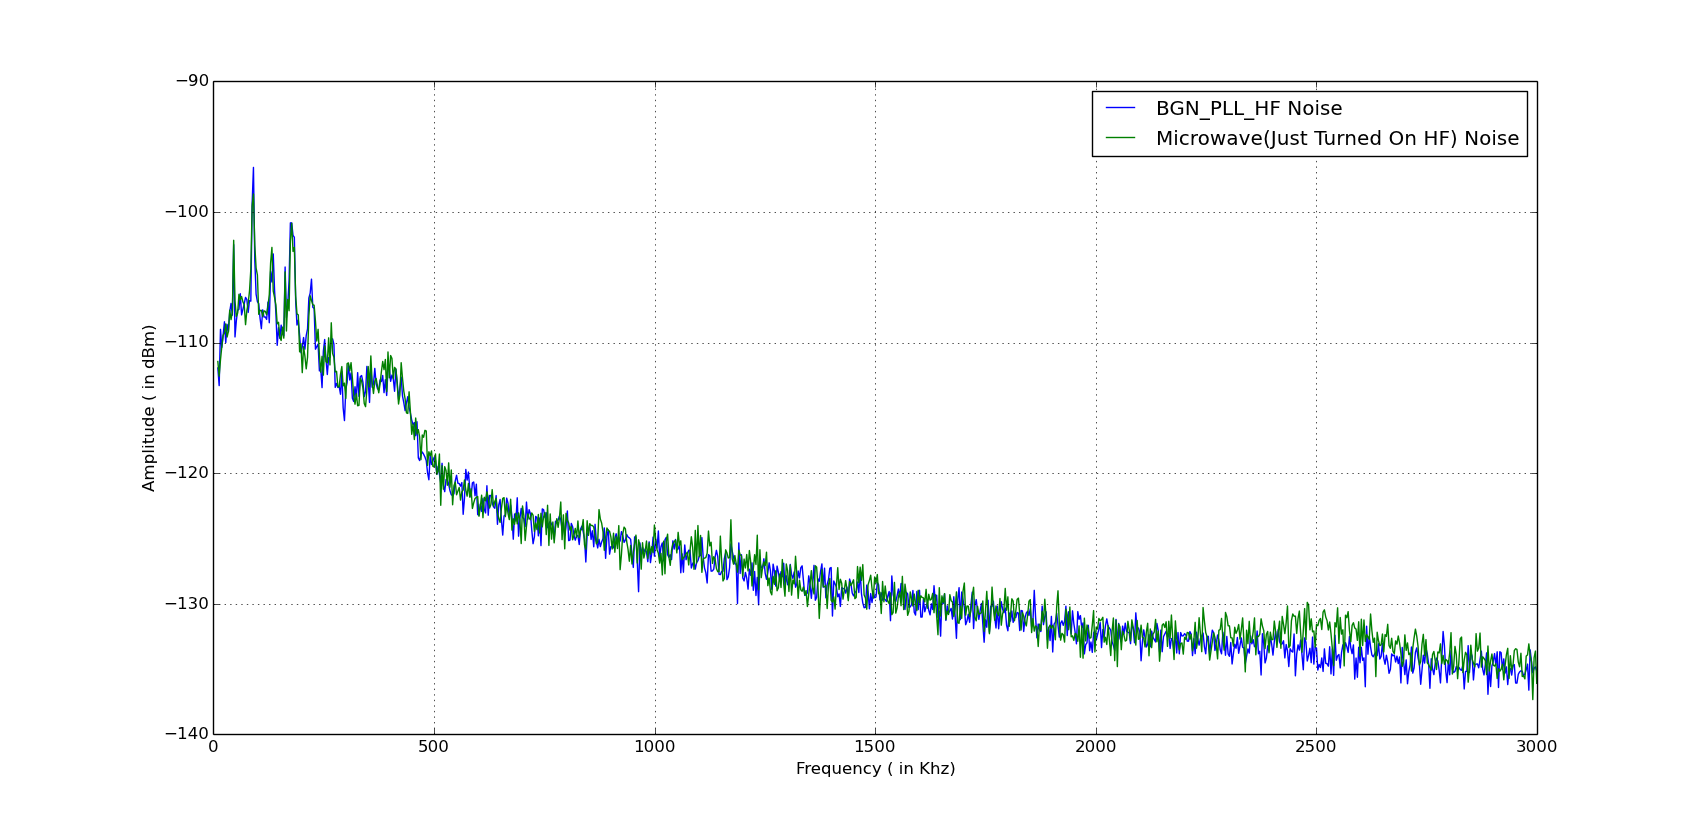 −90
−100
−110
−120
−130
−140
Amplitude ( in dBm)
BGN_PLL_HF Noise
Microwave(Just Turned On HF) Noise
0 500 1000 1500 2000 2500 3000
Frequency ( in Khz)